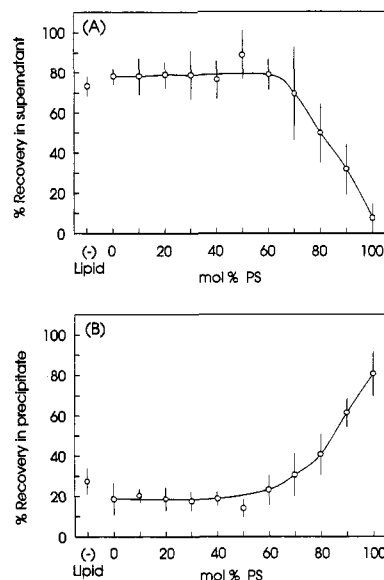 (A)
% Recovery in supernatant
100
80
60
40
20
0
(-) 0 20 40 60 80 100
Lipid
mol % PS
(B)
% Recovery in precipitate
100
80
60
40
20
0
(-) 0 20 40 60 80 100
Lipid
mol % PS